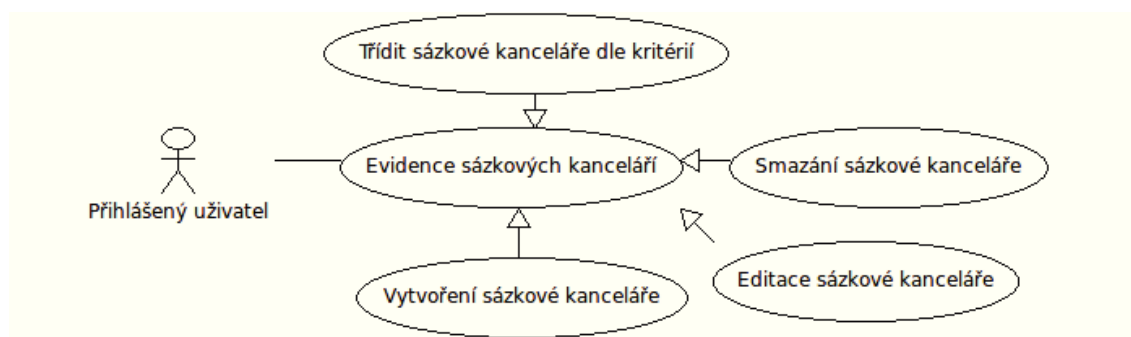 Třídit sázkové kanceláře dle kritérií
Evidence sázkových kanceláří
Smazání sázkové kanceláře
Přihlášený uživatel
Editace sázkové kanceláře
Vytvoření sázkové kanceláře